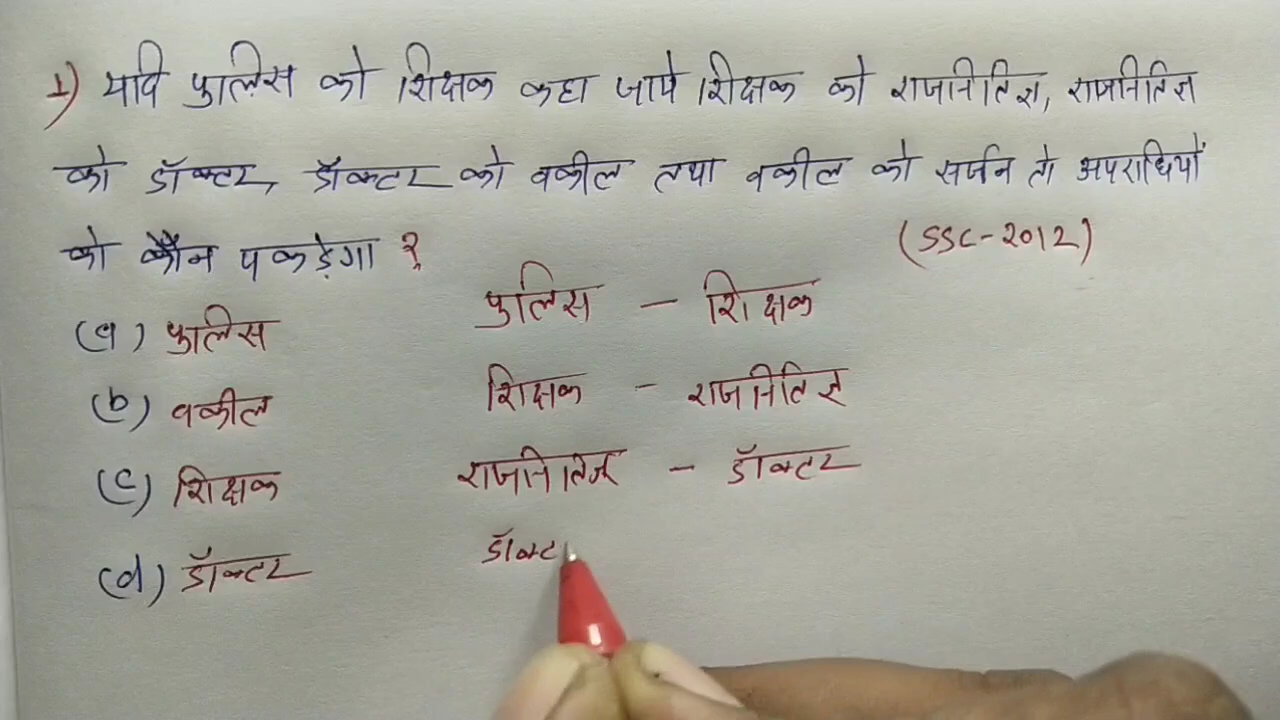 1) यदि पुलिस को शिक्षक कहा जाये शिक्षक को राजनितिज्ञ, राजनितिज्ञ
को डॉक्टर, डॉक्टर को वकील तथा वकील को सर्जन तो अपराधियों
को कौन पकड़ेगा ?
(SSC-2012)
(a) पुलिस
(b) वकील
(c) शिक्षक
(d) डॉक्टर
पुलिस - शिक्षक
शिक्षक - राजनितिज्ञ
राजनितिज्ञ - डॉक्टर
डॉक्ट